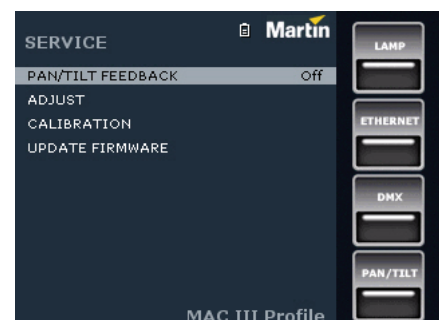 Martin
SERVICE
PAN/TILT FEEDBACK Off
ADJUST
CALIBRATION
UPDATE FIRMWARE
MAC III Profile
LAMP
ETHERNET
DMX
PAN/TILT